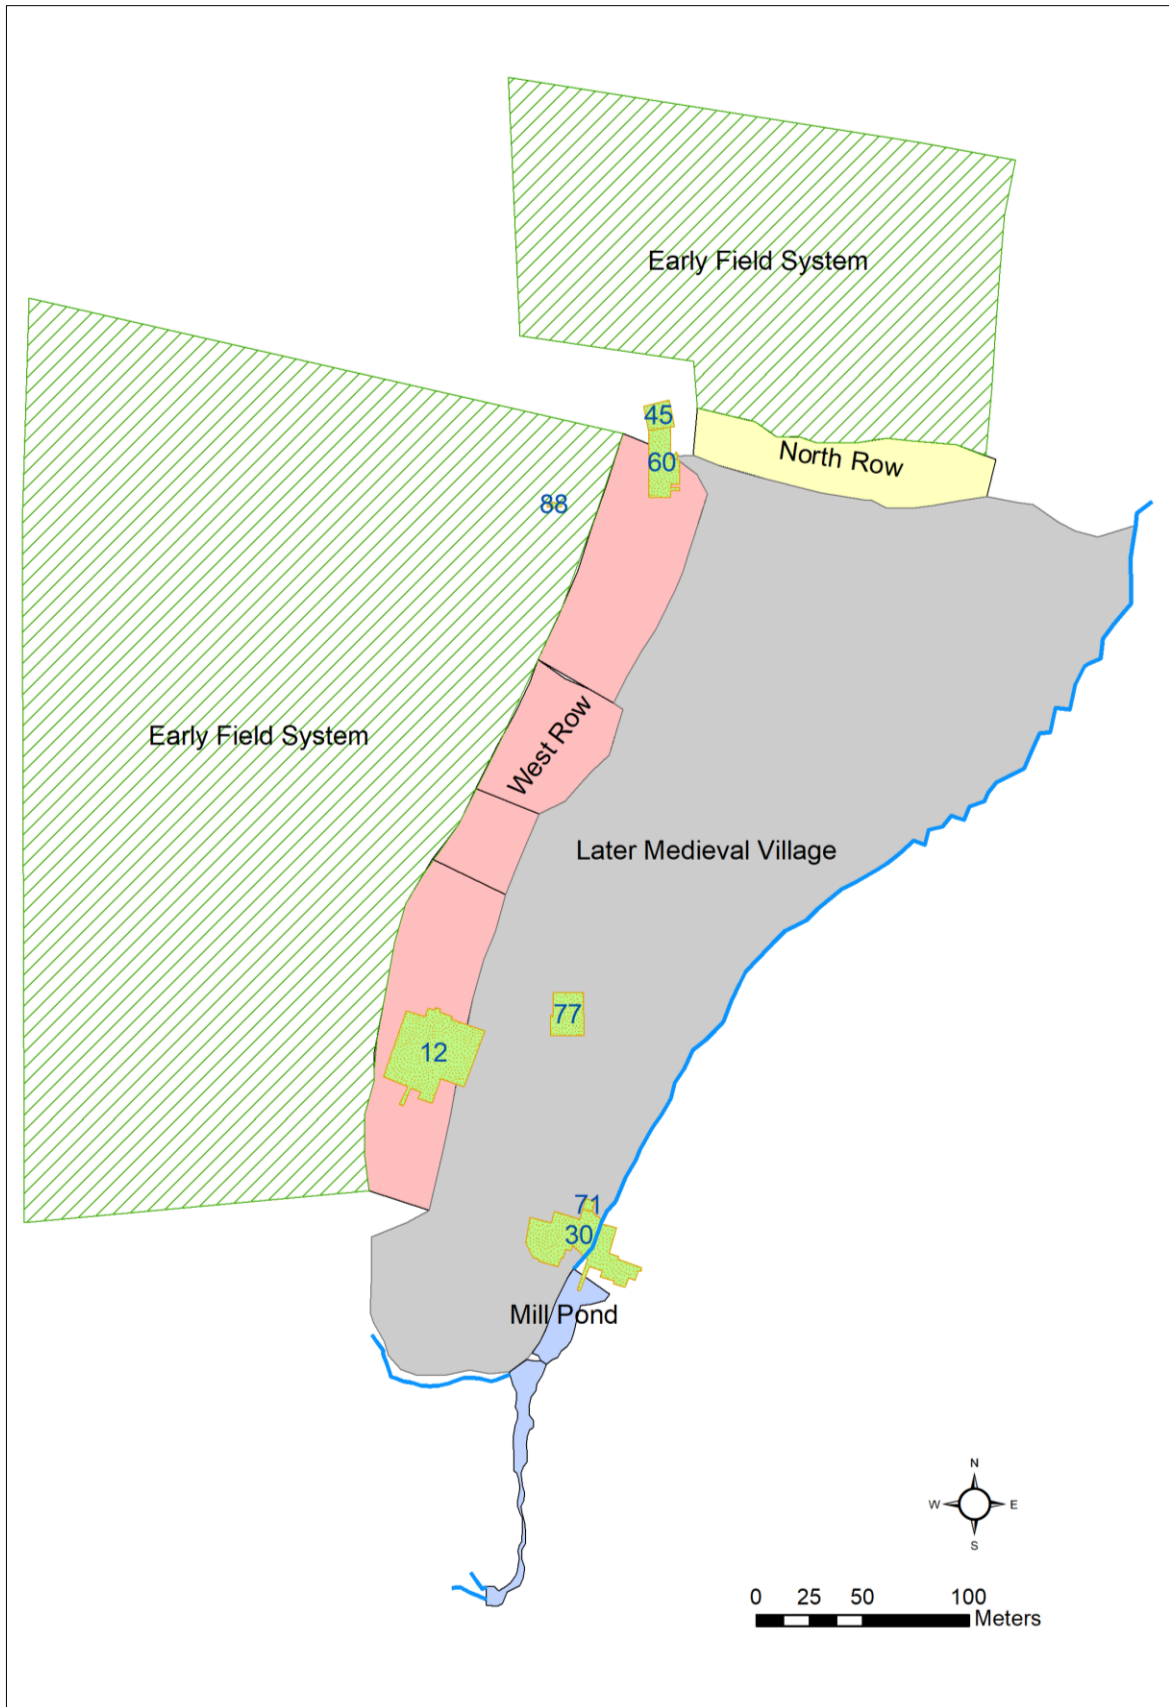 Early Field System
45
North Row
60
88
West Row
Early Field System
Later Medieval Village
77
12
71
30
Mill Pond
N
W E
S
0 25 50 100
Meters